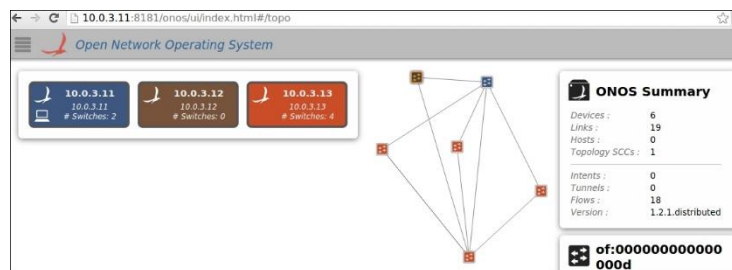 10.0.3.11:8181/onos/ui/index.html#/topo
Open Network Operating System
10.0.3.11
10.0.3.11
# Switches: 2
10.0.3.12
10.0.3.12
# Switches: 0
10.0.3.13
10.0.3.13
# Switches: 4
ONOS Summary
Devices : 6
Links : 19
Hosts : 0
Topology SCCs : 1
Intents : 0
Tunnels : 0
Flows : 18
Version : 1.2.1.distributed
of:000000000000
000d